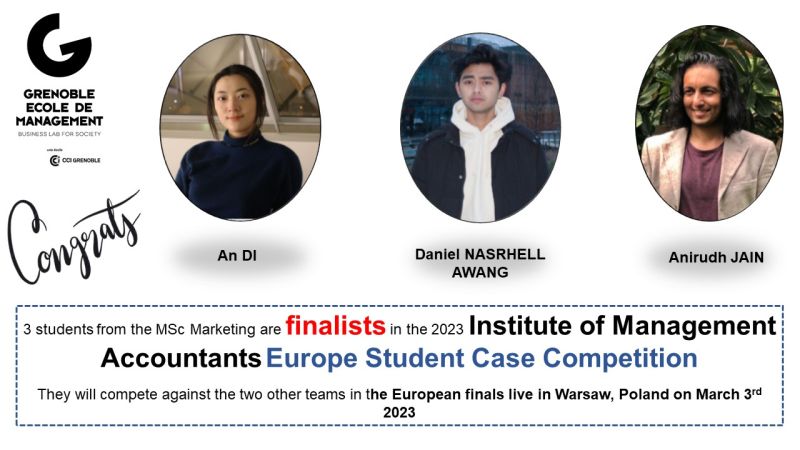 GRENOBLE
ECOLE DE
MANAGEMENT
BUSINESS LAB FOR SOCIETY
une école
CCI GRENOBLE
Congrats
An DI
Daniel NASRHELL
AWANG
Anirudh JAIN
3 students from the MSc Marketing are finalists in the 2023 Institute of Management
Accountants Europe Student Case Competition
They will compete against the two other teams in the European finals live in Warsaw, Poland on March 3rd
2023